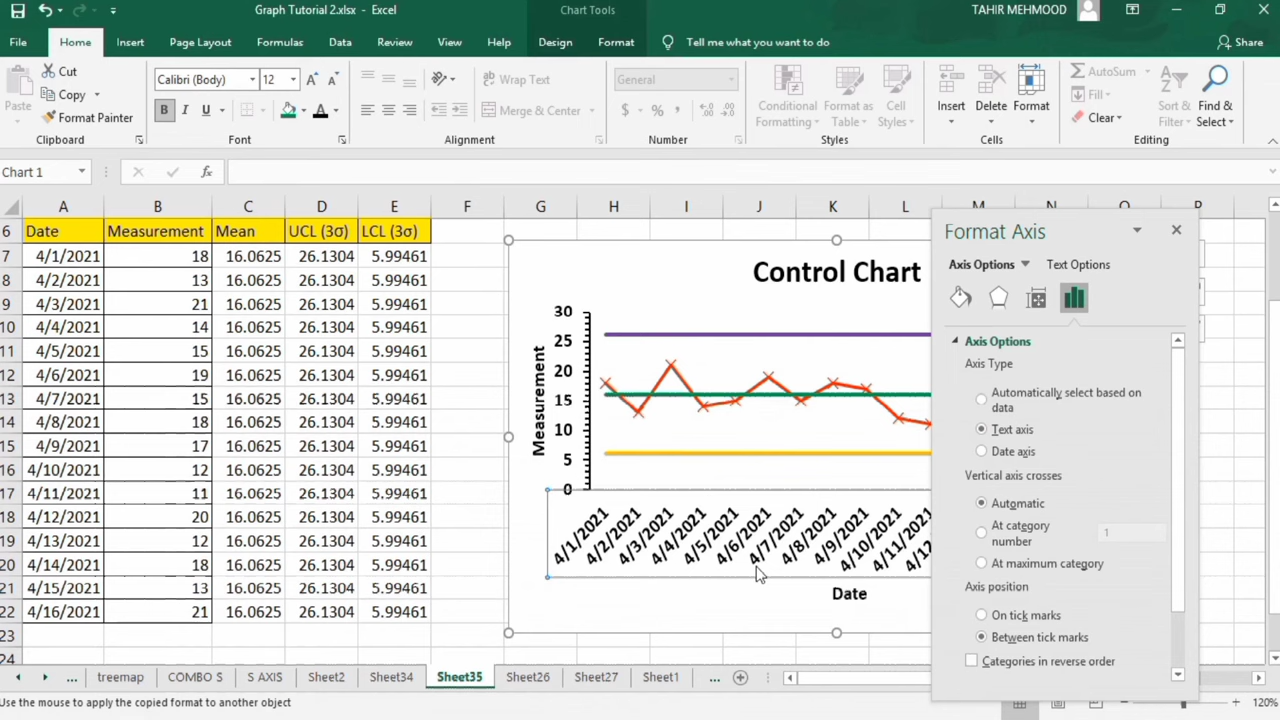 Graph Tutorial 2.xlsx - Excel
Chart Tools
TAHIR MEHMOOD
File
Home
Insert
Page Layout
Formulas
Data
Review
View
Help
Design
Format
Tell me what you want to do
Share
Paste
Cut
Copy
Format Painter
Clipboard
Calibri (Body)
12
B I U
Font
Wrap Text
Merge & Center
Alignment
General
$ % ,
Number
Conditional Formatting
Format as Table
Cell Styles
Styles
Insert
Delete
Format
Cells
AutoSum
Fill
Clear
Sort & Filter
Find & Select
Editing
Chart 1
fx
A B C D E F G H I J K L M N O P
6 Date Measurement Mean UCL (3σ) LCL (3σ)
7 4/1/2021 18 16.0625 26.1304 5.99461
8 4/2/2021 13 16.0625 26.1304 5.99461
9 4/3/2021 21 16.0625 26.1304 5.99461
10 4/4/2021 14 16.0625 26.1304 5.99461
11 4/5/2021 15 16.0625 26.1304 5.99461
12 4/6/2021 19 16.0625 26.1304 5.99461
13 4/7/2021 15 16.0625 26.1304 5.99461
14 4/8/2021 18 16.0625 26.1304 5.99461
15 4/9/2021 17 16.0625 26.1304 5.99461
16 4/10/2021 12 16.0625 26.1304 5.99461
17 4/11/2021 11 16.0625 26.1304 5.99461
18 4/12/2021 20 16.0625 26.1304 5.99461
19 4/13/2021 12 16.0625 26.1304 5.99461
20 4/14/2021 18 16.0625 26.1304 5.99461
21 4/15/2021 13 16.0625 26.1304 5.99461
22 4/16/2021 21 16.0625 26.1304 5.99461
23
24
Control Chart
Measurement
30
25
20
15
10
5
0
4/1/2021
4/2/2021
4/3/2021
4/4/2021
4/5/2021
4/6/2021
4/7/2021
4/8/2021
4/9/2021
4/10/2021
4/11/2021
Date
Format Axis
Axis Options
Text Options
Axis Options
Axis Type
Automatically select based on
data
Text axis
Date axis
Vertical axis crosses
Automatic
At category
number
1
At maximum category
Axis position
On tick marks
Between tick marks
Categories in reverse order
...
treemap
COMBO S
S AXIS
Sheet2
Sheet34
Sheet35
Sheet26
Sheet27
Sheet1
...
Use the mouse to apply the copied format to another object
120%